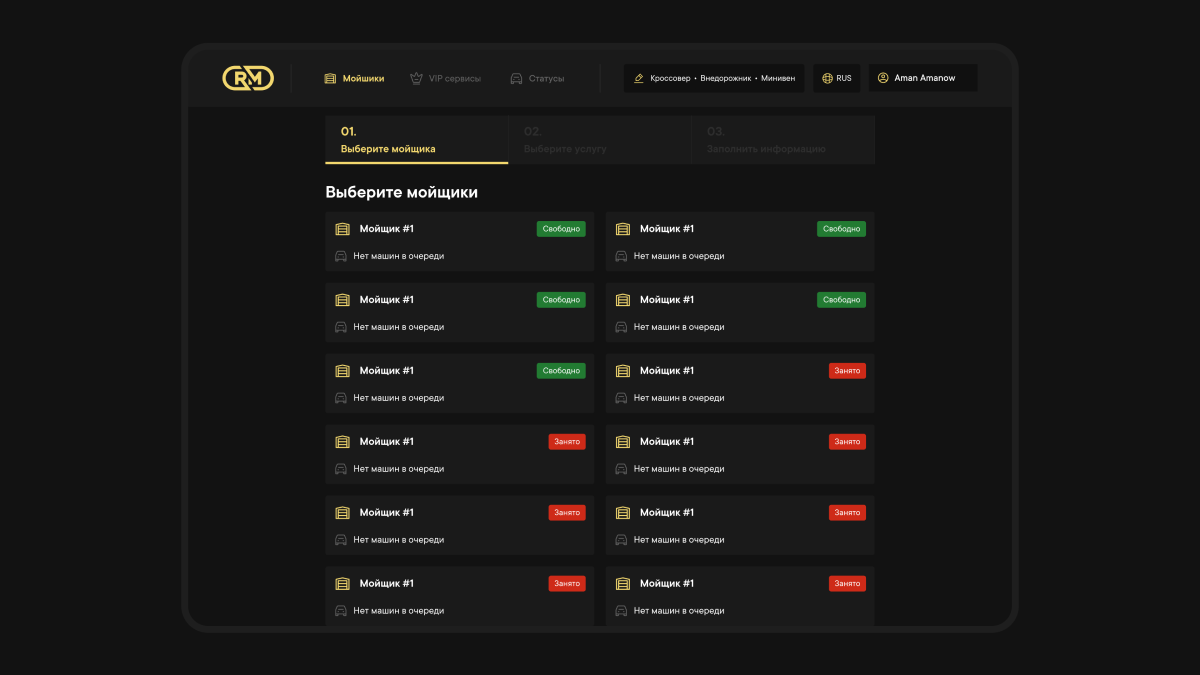 RM
Мойшики
VIP сервисы
Статусы
Кроссовер • Внедорожник • Минивен
RUS
Aman Amanow
01.
Выберите мойщика
02.
Выберите услугу
03.
Заполнить информацию
Выберите мойщики
Мойщик #1 Свободно
Нет машин в очереди
Мойщик #1 Свободно
Нет машин в очереди
Мойщик #1 Свободно
Нет машин в очереди
Мойщик #1 Свободно
Нет машин в очереди
Мойщик #1 Свободно
Нет машин в очереди
Мойщик #1 Занято
Нет машин в очереди
Мойщик #1 Занято
Нет машин в очереди
Мойщик #1 Занято
Нет машин в очереди
Мойщик #1 Занято
Нет машин в очереди
Мойщик #1 Занято
Нет машин в очереди
Мойщик #1 Занято
Нет машин в очереди
Мойщик #1 Занято
Нет машин в очереди